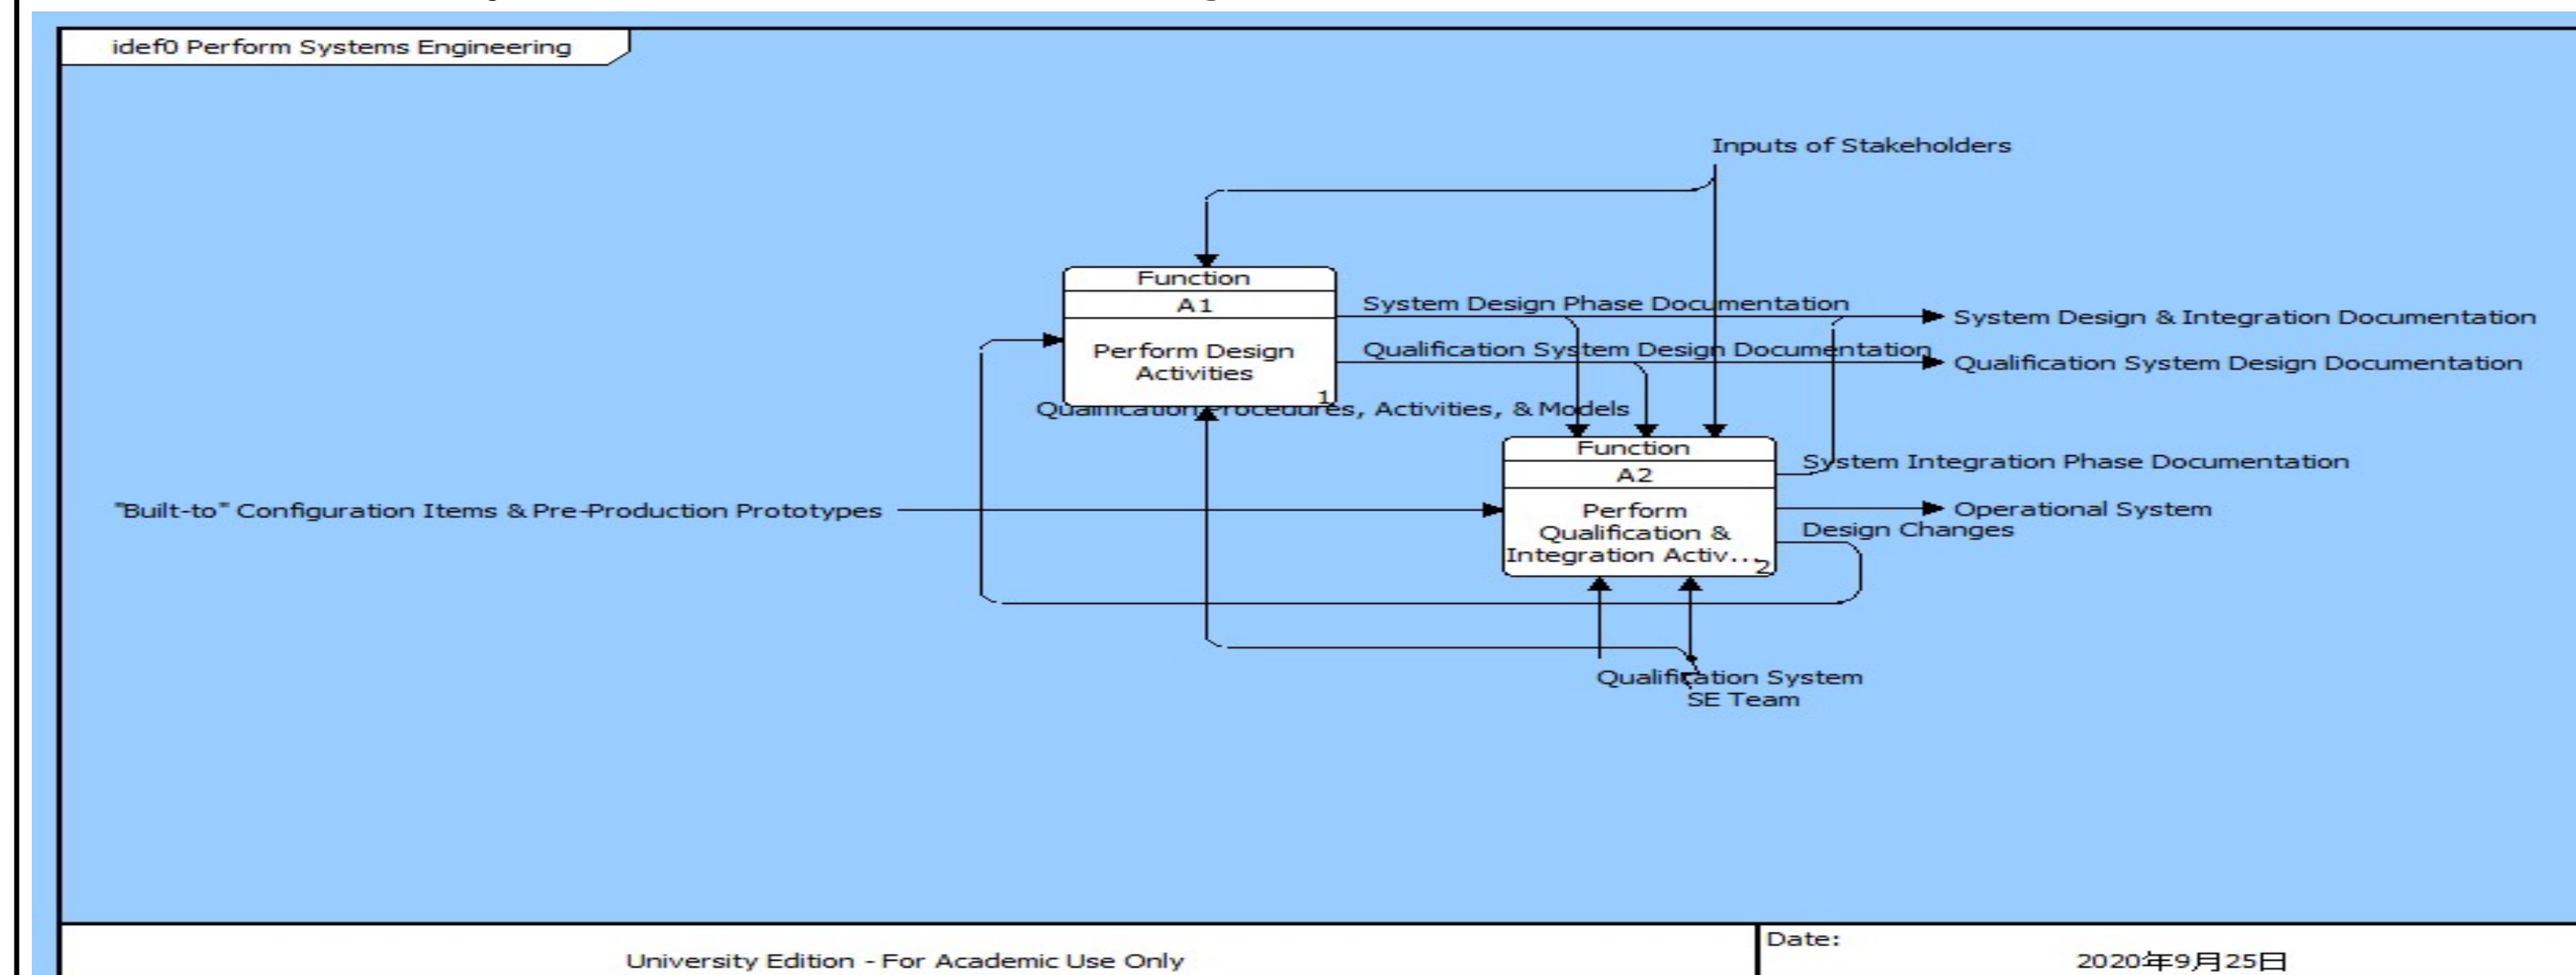 idef0 Perform Systems Engineering
Inputs of Stakeholders
Function
A1
Perform Design
Activities
1
System Design Phase Documentation
System Design & Integration Documentation
Qualification System Design Documentation
Qualification System Design Documentation
Qualification Procedures, Activities, & Models
Function
A2
Perform
Qualification &
Integration Activ...
2
System Integration Phase Documentation
"Built-to" Configuration Items & Pre-Production Prototypes
Operational System
Design Changes
Qualification System
SE Team
University Edition - For Academic Use Only
Date:
2020年9月25日